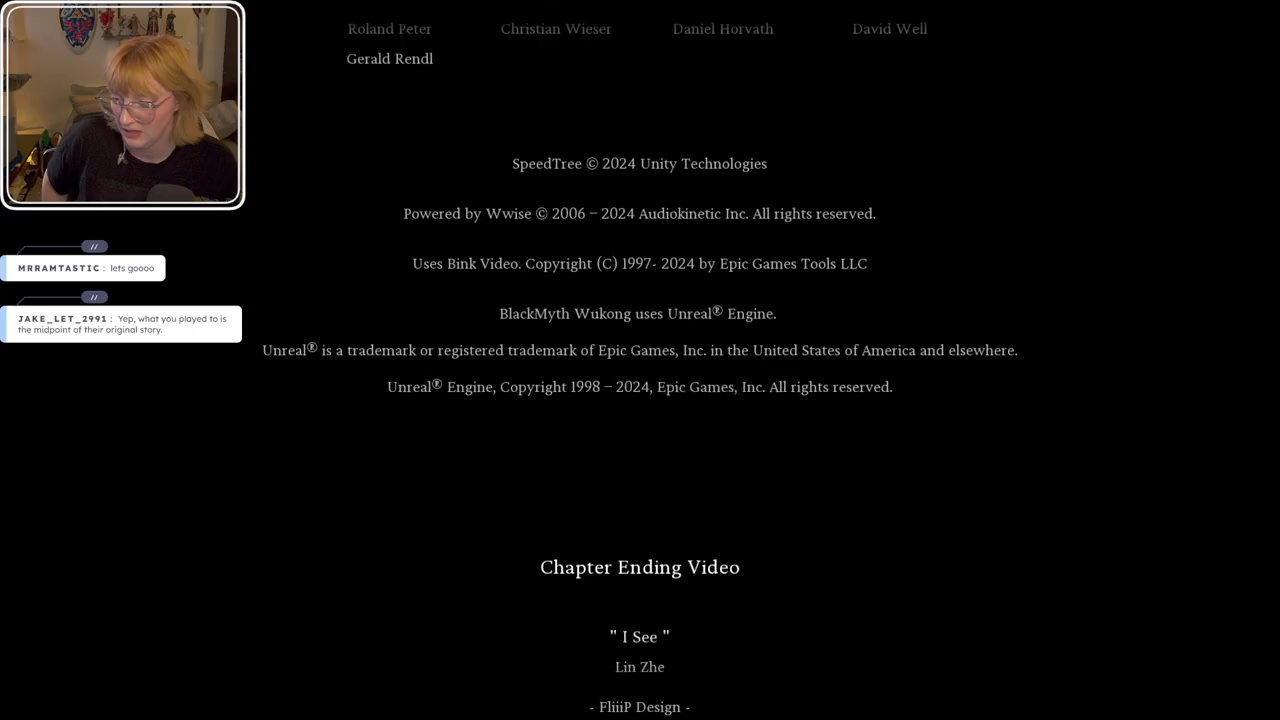 Roland Peter Christian Wieser Daniel Horvath David Well
Gerald Rendl
SpeedTree © 2024 Unity Technologies
Powered by Wwise © 2006 – 2024 Audiokinetic Inc. All rights reserved.
Uses Bink Video. Copyright (C) 1997- 2024 by Epic Games Tools LLC
BlackMyth Wukong uses Unreal® Engine.
Unreal® is a trademark or registered trademark of Epic Games, Inc. in the United States of America and elsewhere.
Unreal® Engine, Copyright 1998 – 2024, Epic Games, Inc. All rights reserved.
Chapter Ending Video
" I See "
Lin Zhe
- FliiiP Design -
//
MRRAMTASTIC : lets goooo
//
JAKE_LET_2991 : Yep, what you played to is
the midpoint of their original story.